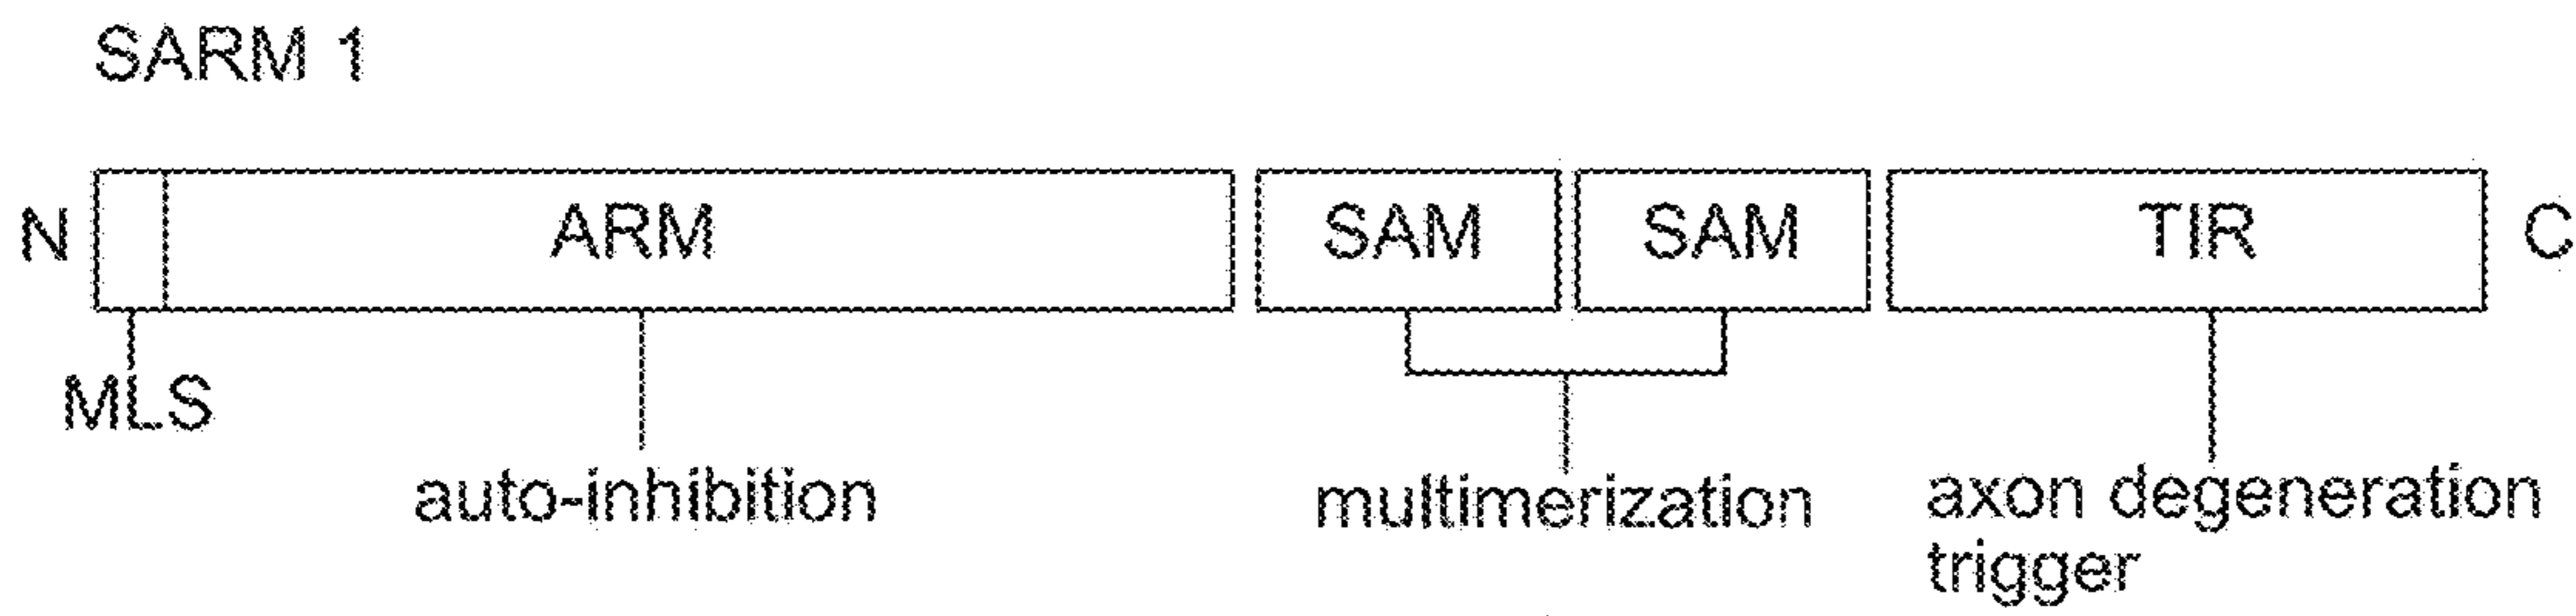 SARM 1
N ARM SAM SAM TIR C
MLS
auto-inhibition multimerization axon degeneration
trigger